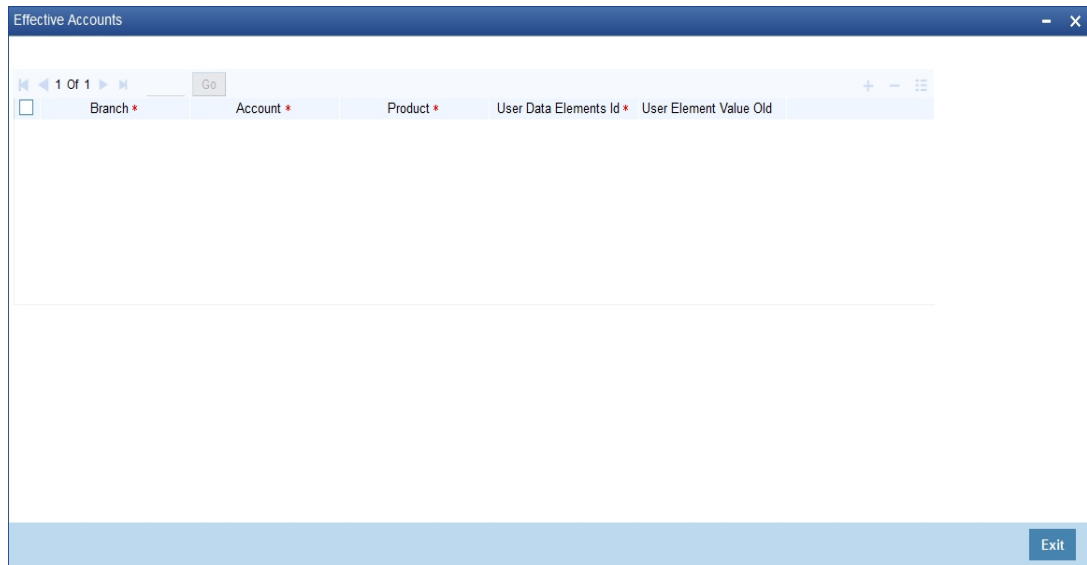 Effective Accounts
1 Of 1 Go
Branch * Account * Product * User Data Elements Id * User Element Value Old
Exit